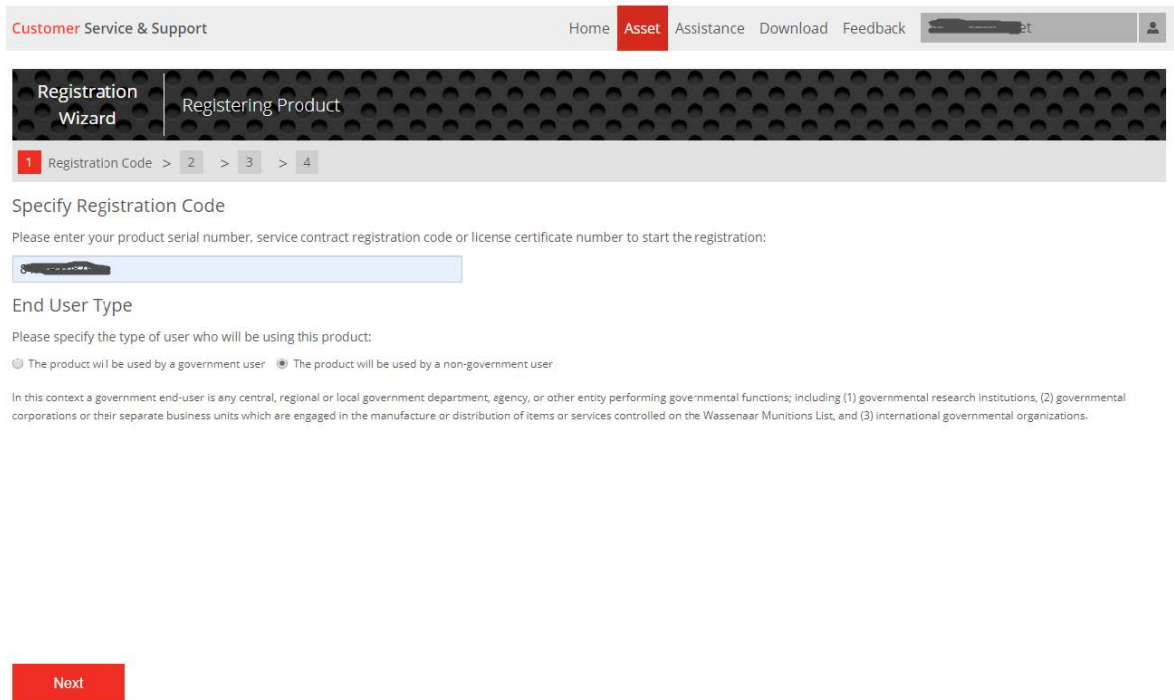 Customer Service & Support
Home Asset Assistance Download Feedback et
Registration Wizard
Registering Product
1 Registration Code > 2 > 3 > 4
Specify Registration Code
Please enter your product serial number, service contract registration code or license certificate number to start the registration:
8
End User Type
Please specify the type of user who will be using this product:
The product will be used by a government user The product will be used by a non-government user
In this context a government end-user is any central, regional or local government department, agency, or other entity performing governmental functions; including (1) governmental research institutions, (2) governmental
corporations or their separate business units which are engaged in the manufacture or distribution of items or services controlled on the Wassenaar Munitions List, and (3) international governmental organizations.
Next